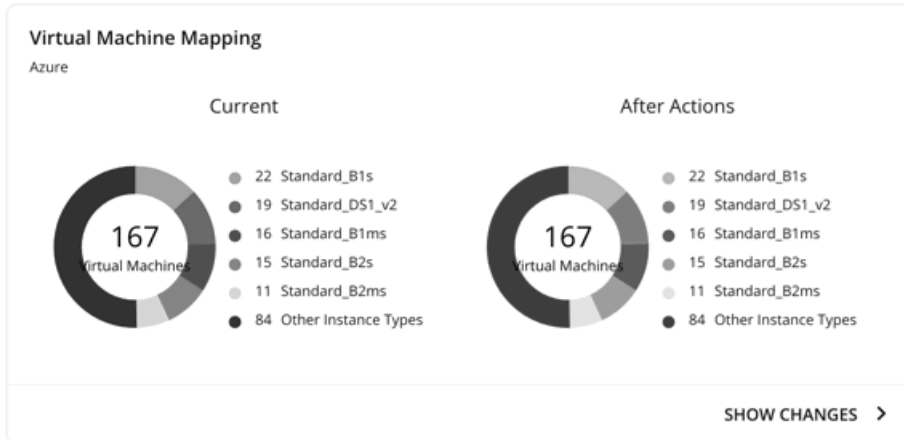 Virtual Machine Mapping
Azure
Current
167
Virtual Machines
22 Standard_B1s
19 Standard_DS1_v2
16 Standard_B1ms
15 Standard_B2s
11 Standard_B2ms
84 Other Instance Types
After Actions
167
Virtual Machines
22 Standard_B1s
19 Standard_DS1_v2
16 Standard_B1ms
15 Standard_B2s
11 Standard_B2ms
84 Other Instance Types
SHOW CHANGES